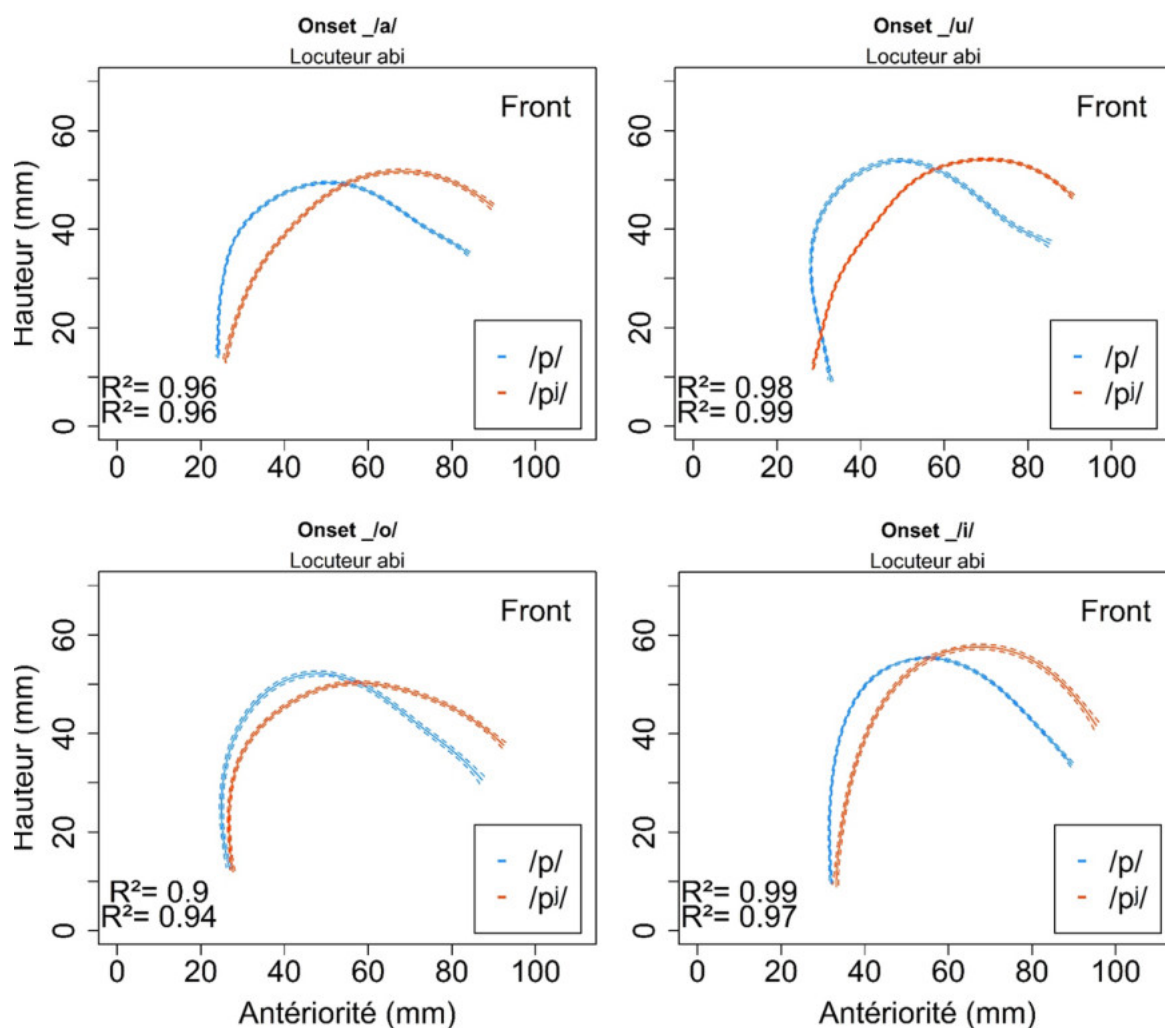 Onset _/a/
Locuteur abi
Front
Hauteur (mm)
60
40
20
0
R²= 0.96
R²= 0.96
/p/
/pʲ/
0 20 40 60 80 100
Onset _/u/
Locuteur abi
Front
60
40
20
0
R²= 0.98
R²= 0.99
/p/
/pʲ/
0 20 40 60 80 100
Onset _/o/
Locuteur abi
Front
Hauteur (mm)
60
40
20
0
R²= 0.9
R²= 0.94
/p/
/pʲ/
0 20 40 60 80 100
Antériorité (mm)
Onset _/i/
Locuteur abi
Front
60
40
20
0
R²= 0.99
R²= 0.97
/p/
/pʲ/
0 20 40 60 80 100
Antériorité (mm)